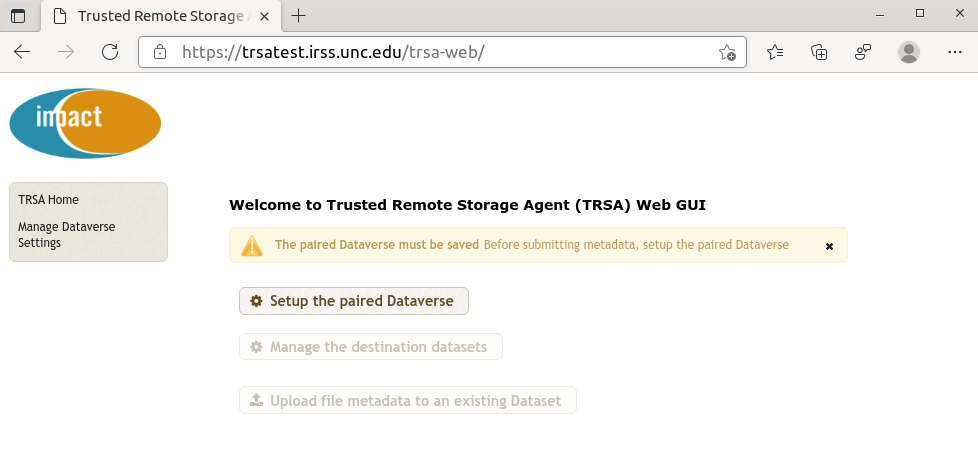 Trusted Remote Storage A
https://trsatest.irss.unc.edu/trsa-web/
impact
TRSA Home
Manage Dataverse
Settings
Welcome to Trusted Remote Storage Agent (TRSA) Web GUI
The paired Dataverse must be saved Before submitting metadata, setup the paired Dataverse
Setup the paired Dataverse
Manage the destination datasets
Upload file metadata to an existing Dataset